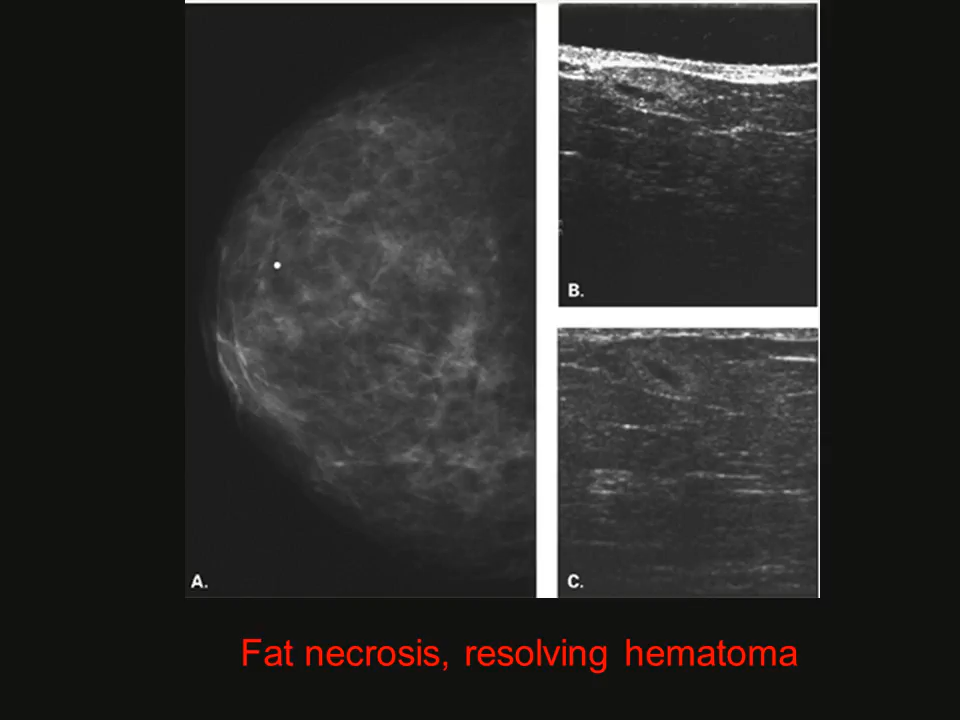 B.
A.
C.
Fat necrosis, resolving hematoma